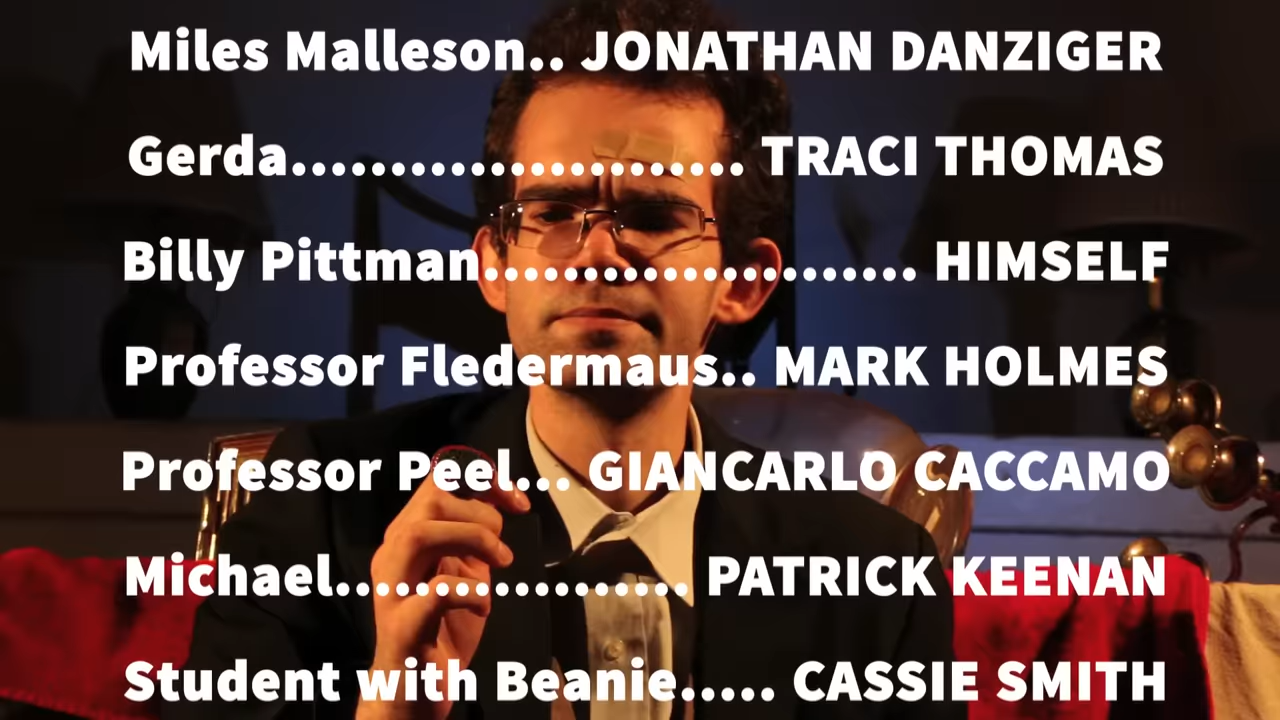 Miles Malleson.. JONATHAN DANZIGER
Gerda....................... TRACI THOMAS
Billy Pittman...................... HIMSELF
Professor Fledermaus.. MARK HOLMES
Professor Peel... GIANCARLO CACCAMO
Michael.................. PATRICK KEENAN
Student with Beanie..... CASSIE SMITH